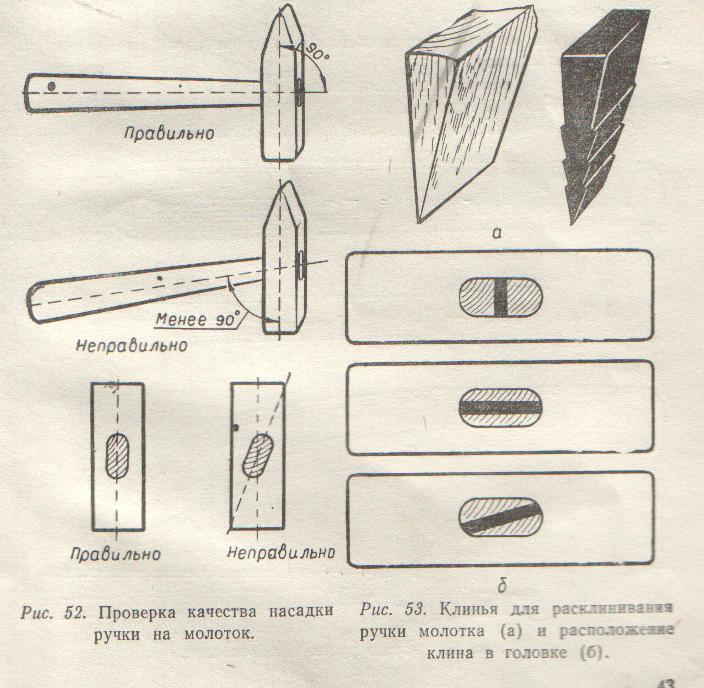 90°
Правильно
Менее 90°
Неправильно
Правильно
Неправильно
а
б
Рис. 52. Проверка качества насадки
ручки на молоток.
Рис. 53. Клинья для расклинивания
ручки молотка (а) и расположение
клина в головке (б).
43